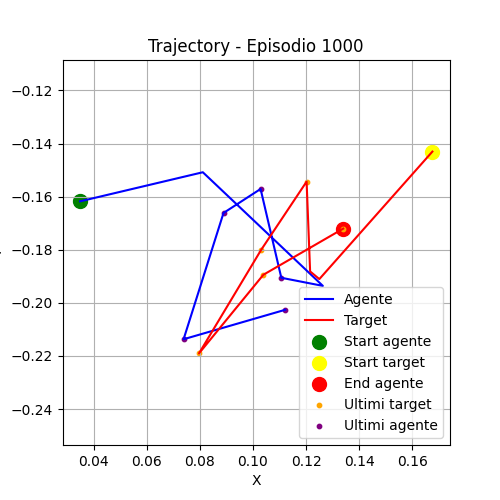 Trajectory - Episodio 1000
−0.12
−0.14
−0.16
−0.18
−0.20
−0.22
−0.24
0.04 0.06 0.08 0.10 0.12 0.14 0.16
X
Agente
Target
Start agente
Start target
End agente
Ultimi target
Ultimi agente